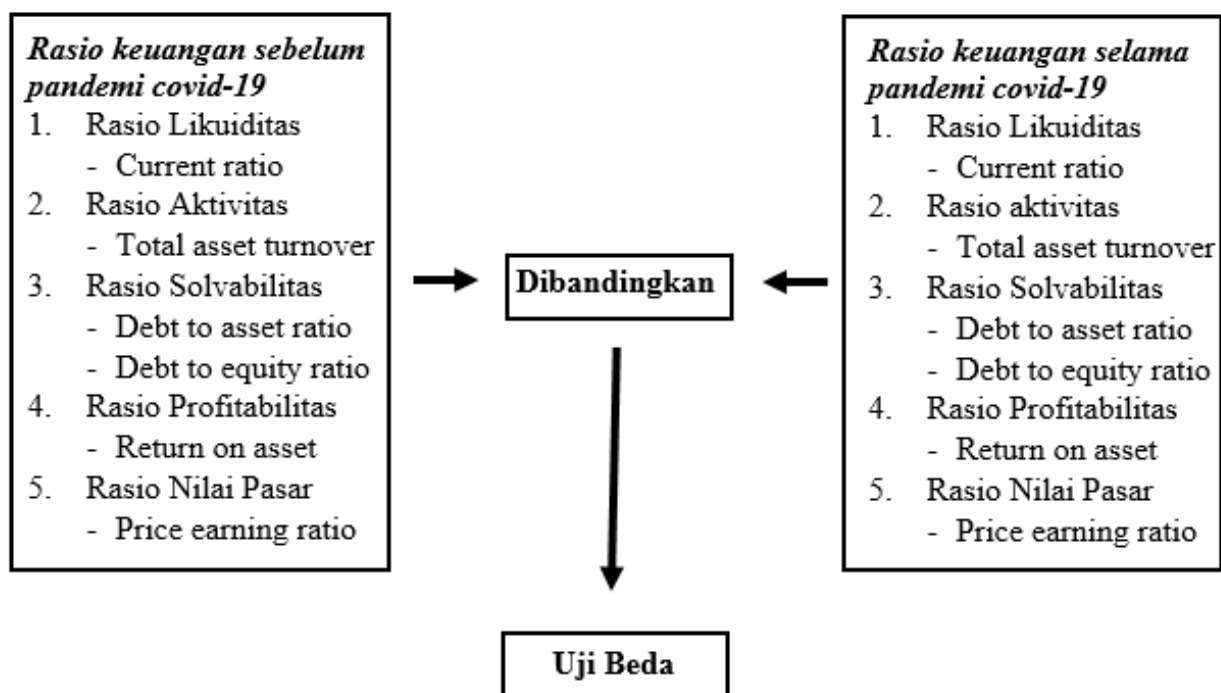 Rasio keuangan sebelum
pandemi covid-19
1. Rasio Likuiditas
- Current ratio
2. Rasio Aktivitas
- Total asset turnover
3. Rasio Solvabilitas
- Debt to asset ratio
- Debt to equity ratio
4. Rasio Profitabilitas
- Return on asset
5. Rasio Nilai Pasar
- Price earning ratio
Dibandingkan
Rasio keuangan selama
pandemi covid-19
1. Rasio Likuiditas
- Current ratio
2. Rasio aktivitas
- Total asset turnover
3. Rasio Solvabilitas
- Debt to asset ratio
- Debt to equity ratio
4. Rasio Profitabilitas
- Return on asset
5. Rasio Nilai Pasar
- Price earning ratio
Uji Beda